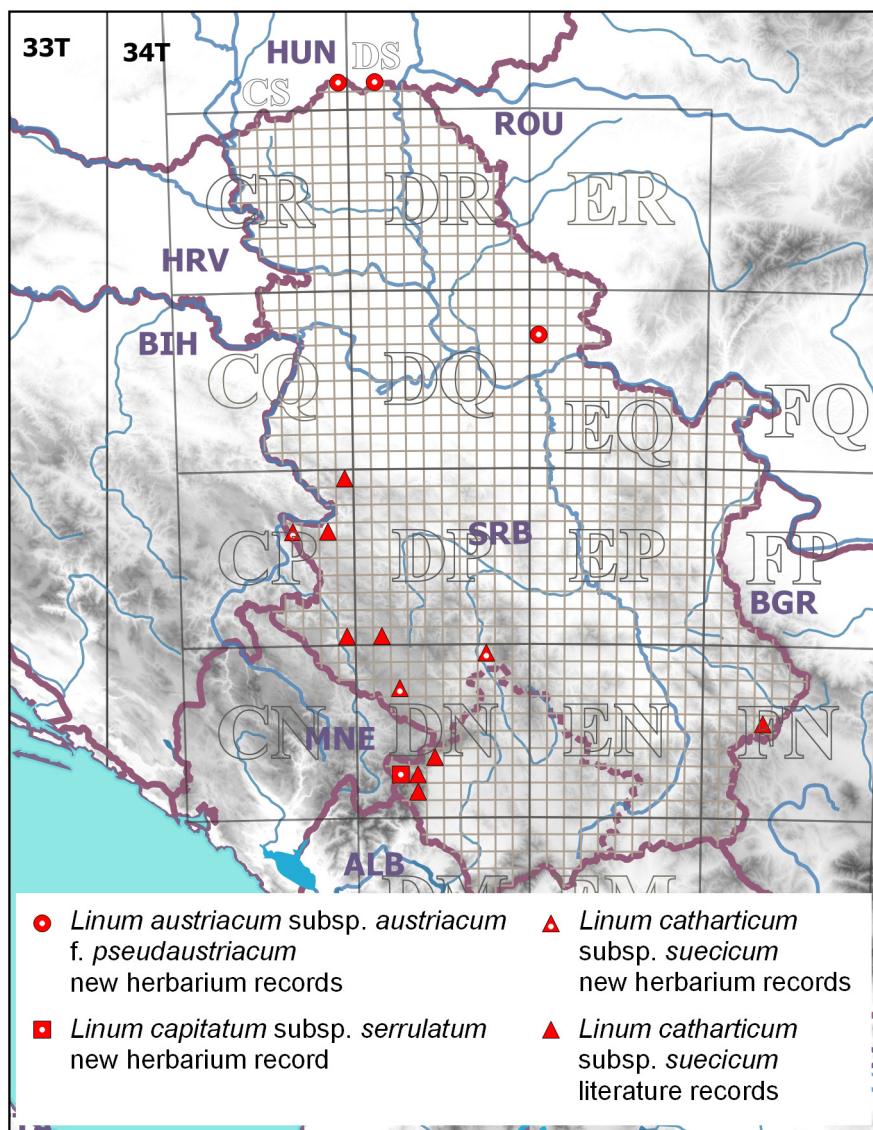 33T
34T
HUN
DS
CS
ROU
CR
DR
ER
HRV
BIH
CQ
DQ
EQ
FQ
SRB
CP
DP
EP
FP
BGR
CN
MNE
DN
EN
FN
ALB
DM
EM
Linum austriacum subsp. austriacum
f. pseudaustriacum
new herbarium records
Linum capitatum subsp. serrulatum
new herbarium record
Linum catharticum
subsp. suecicum
new herbarium records
Linum catharticum
subsp. suecicum
literature records